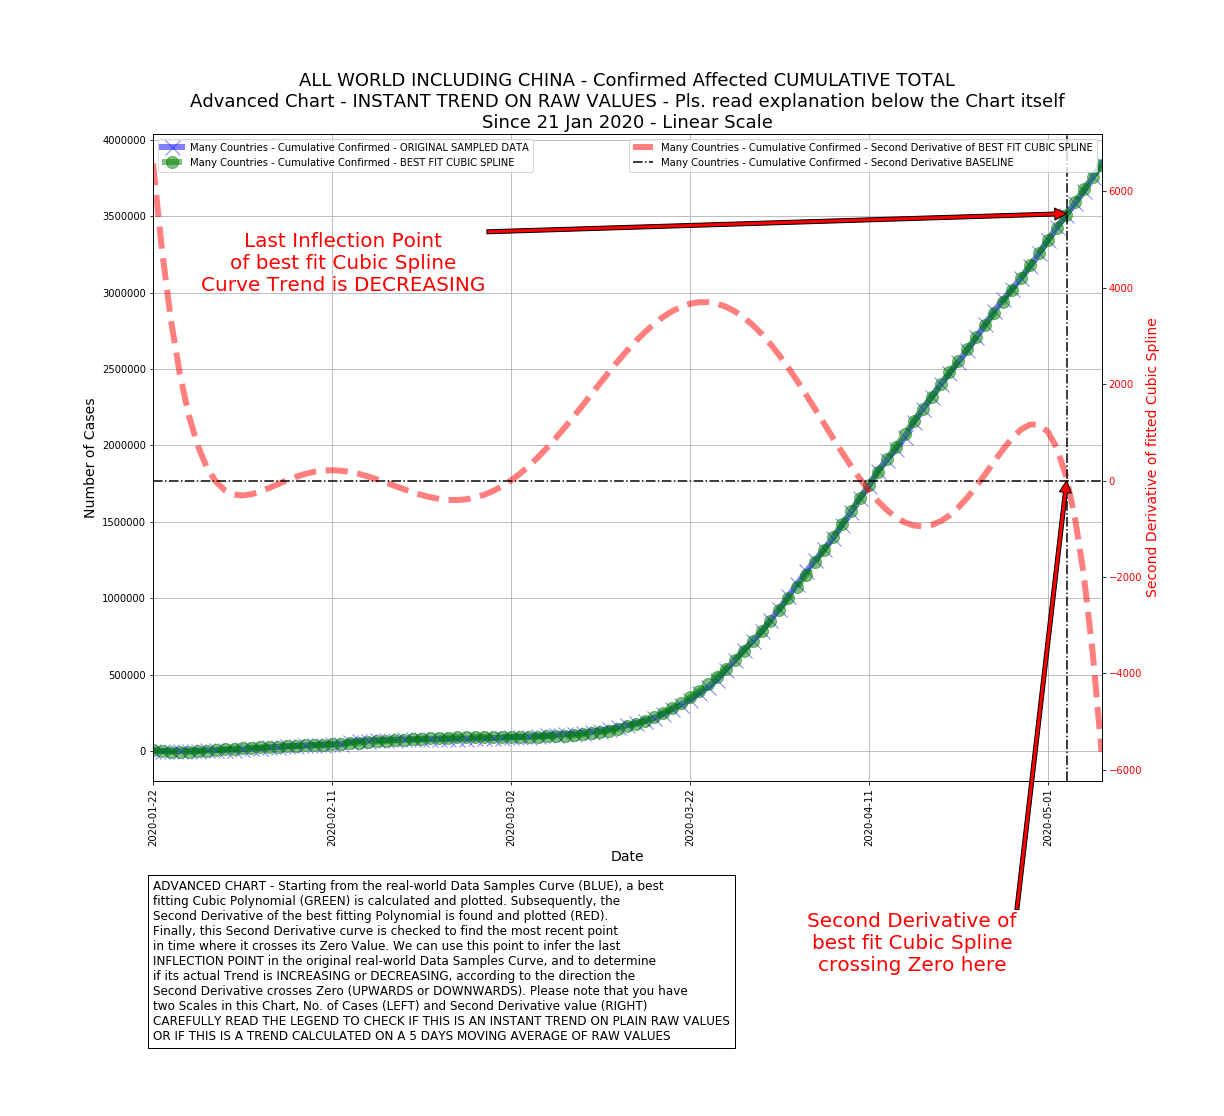 ALL WORLD INCLUDING CHINA - Confirmed Affected CUMULATIVE TOTAL
Advanced Chart - INSTANT TREND ON RAW VALUES - Pls. read explanation below the Chart itself
Since 21 Jan 2020 - Linear Scale
Many Countries - Cumulative Confirmed - ORIGINAL SAMPLED DATA
Many Countries - Cumulative Confirmed - BEST FIT CUBIC SPLINE
Many Countries - Cumulative Confirmed - Second Derivative of BEST FIT CUBIC SPLINE
Many Countries - Cumulative Confirmed - Second Derivative BASELINE
Last Inflection Point
of best fit Cubic Spline
Curve Trend is DECREASING
Number of Cases
4000000
3500000
3000000
2500000
2000000
1500000
1000000
500000
0
Second Derivative of fitted Cubic Spline
6000
4000
2000
0
−2000
−4000
−6000
2020-01-22
2020-02-11
2020-03-02
2020-03-22
2020-04-11
2020-05-01
Date
ADVANCED CHART - Starting from the real-world Data Samples Curve (BLUE), a best
fitting Cubic Polynomial (GREEN) is calculated and plotted. Subsequently, the
Second Derivative of the best fitting Polynomial is found and plotted (RED).
Finally, this Second Derivative curve is checked to find the most recent point
in time where it crosses its Zero Value. We can use this point to infer the last
INFLECTION POINT in the original real-world Data Samples Curve, and to determine
if its actual Trend is INCREASING or DECREASING, according to the direction the
Second Derivative crosses Zero (UPWARDS or DOWNWARDS). Please note that you have
two Scales in this Chart, No. of Cases (LEFT) and Second Derivative value (RIGHT)
CAREFULLY READ THE LEGEND TO CHECK IF THIS IS AN INSTANT TREND ON PLAIN RAW VALUES
OR IF THIS IS A TREND CALCULATED ON A 5 DAYS MOVING AVERAGE OF RAW VALUES
Second Derivative of
best fit Cubic Spline
crossing Zero here